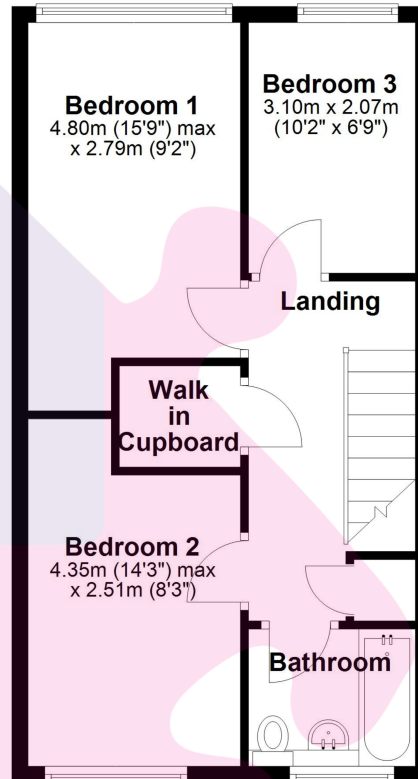 Bedroom 1
4.80m (15'9") max
x 2.79m (9'2")
Bedroom 3
3.10m x 2.07m
(10'2" x 6'9")
Landing
Walk
in
Cupboard
Bedroom 2
4.35m (14'3") max
x 2.51m (8'3")
Bathroom